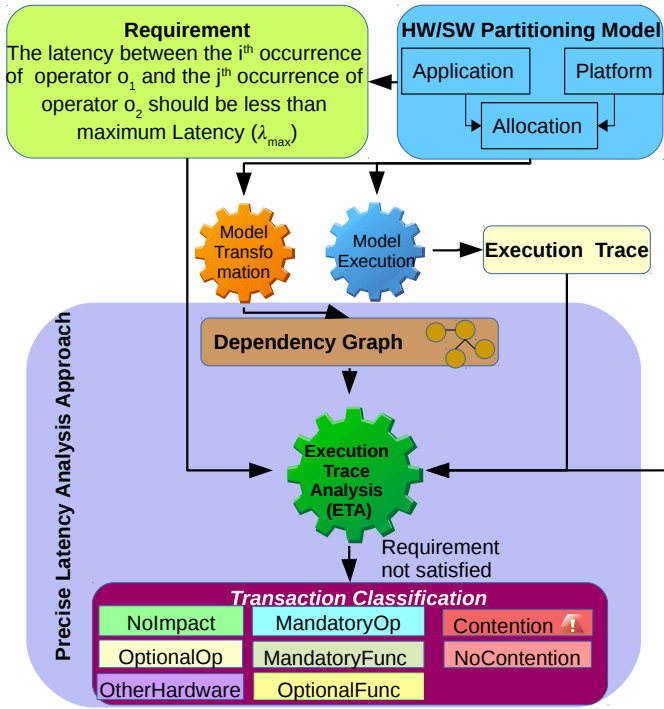 Requirement
The latency between the iᵗʰ occurrence
of operator o₁ and the jᵗʰ occurrence of
operator o₂ should be less than
maximum Latency (λmax)
HW/SW Partitioning Model
Application
Platform
Allocation
Model
Transfo
rmation
Model
Execution
Execution Trace
Precise Latency Analysis Approach
Dependency Graph
Execution
Trace
Analysis
(ETA)
Requirement
not satisfied
Transaction Classification
NoImpact
MandatoryOp
Contention
OptionalOp
MandatoryFunc
NoContention
OtherHardware
OptionalFunc